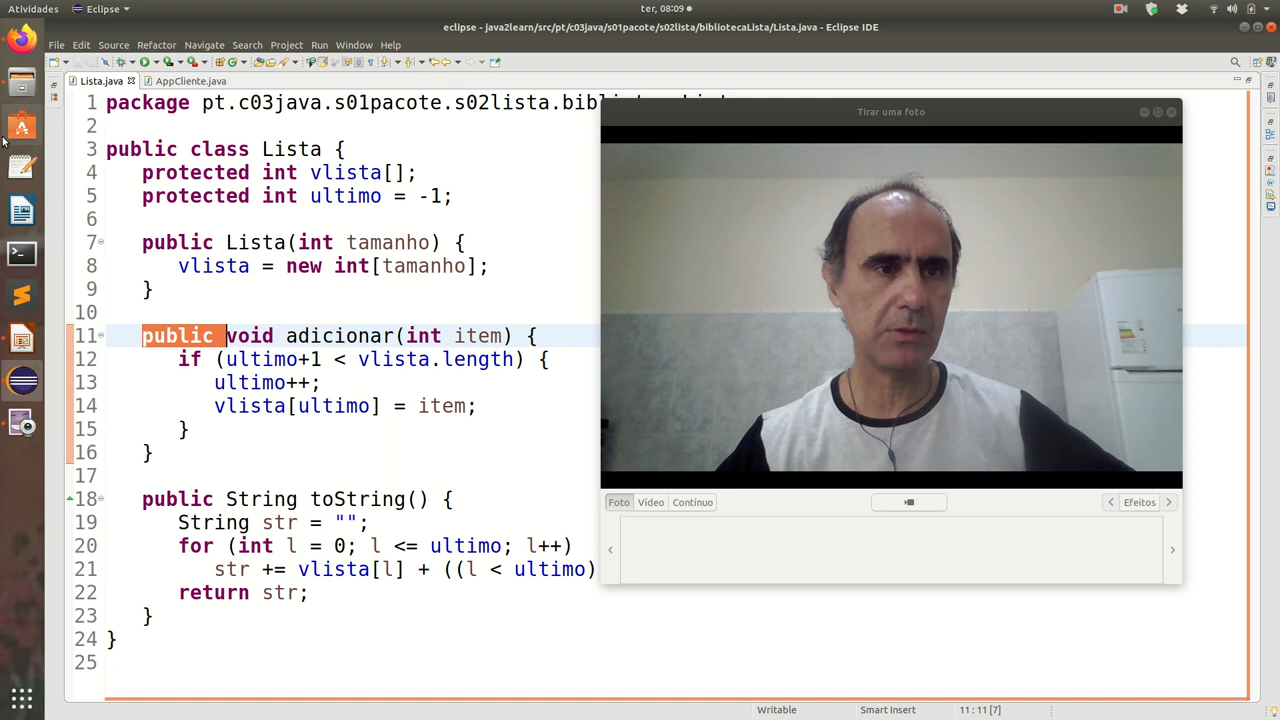 Atividades Eclipse ter, 08:09
eclipse - java2learn/src/pt/c03java/s01pacote/s02lista/bibliotecaLista/Lista.java - Eclipse IDE
File Edit Source Refactor Navigate Search Project Run Window Help
Lista.java AppCliente.java
1 package pt.c03java.s01pacote.s02lista.
2
3 public class Lista {
4 protected int vlista[];
5 protected int ultimo = -1;
6
7 public Lista(int tamanho) {
8 vlista = new int[tamanho];
9 }
10
11 public void adicionar(int item) {
12 if (ultimo+1 < vlista.length) {
13 ultimo++;
14 vlista[ultimo] = item;
15 }
16 }
17
18 public String toString() {
19 String str = "";
20 for (int l = 0; l <= ultimo; l++)
21 str += vlista[l] + ((l < ultimo)
22 return str;
23 }
24 }
25
Tirar uma foto
Foto Vídeo Contínuo Efeitos
Writable Smart Insert 11 : 11 [7]